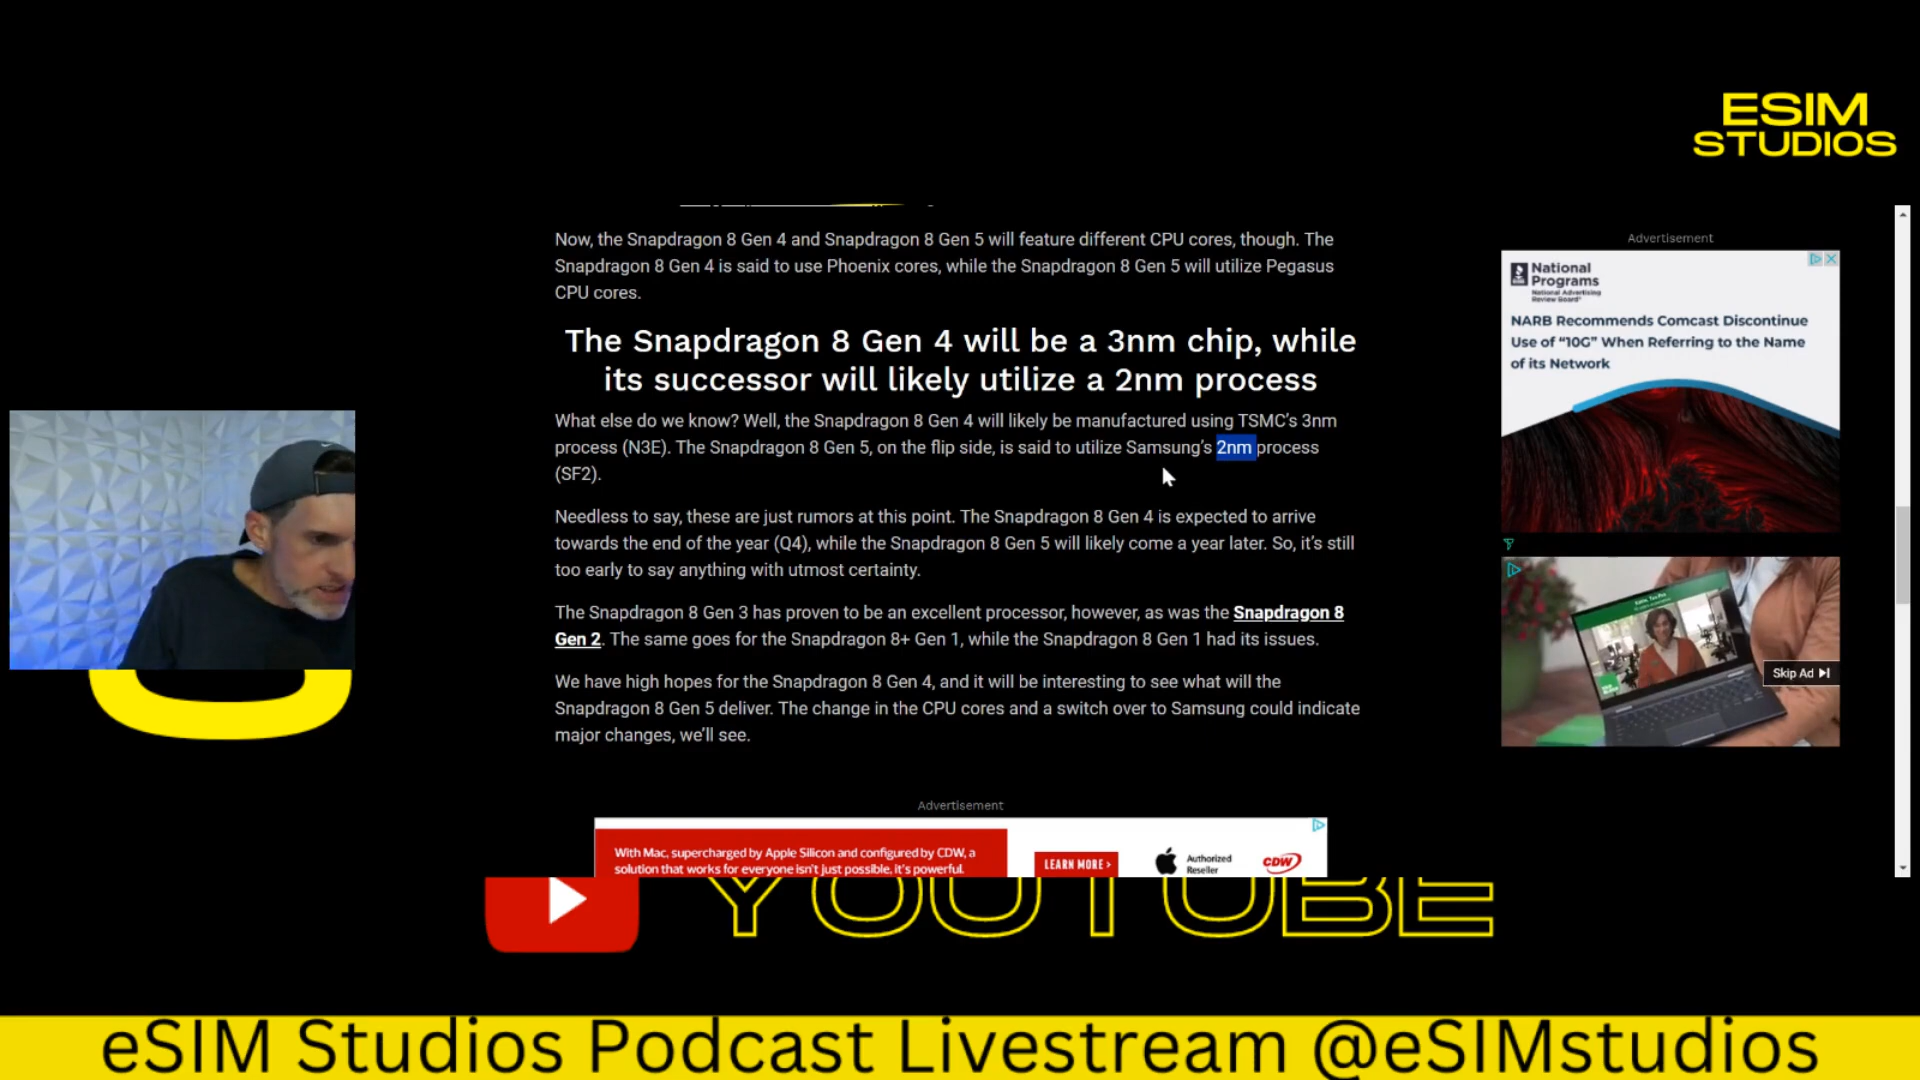 ESIM
STUDIOS
Now, the Snapdragon 8 Gen 4 and Snapdragon 8 Gen 5 will feature different CPU cores, though. The
Snapdragon 8 Gen 4 is said to use Phoenix cores, while the Snapdragon 8 Gen 5 will utilize Pegasus
CPU cores.
The Snapdragon 8 Gen 4 will be a 3nm chip, while
its successor will likely utilize a 2nm process
What else do we know? Well, the Snapdragon 8 Gen 4 will likely be manufactured using TSMC’s 3nm
process (N3E). The Snapdragon 8 Gen 5, on the flip side, is said to utilize Samsung’s 2nm process
(SF2).
Needless to say, these are just rumors at this point. The Snapdragon 8 Gen 4 is expected to arrive
towards the end of the year (Q4), while the Snapdragon 8 Gen 5 will likely come a year later. So, it’s still
too early to say anything with utmost certainty.
The Snapdragon 8 Gen 3 has proven to be an excellent processor, however, as was the Snapdragon 8
Gen 2. The same goes for the Snapdragon 8+ Gen 1, while the Snapdragon 8 Gen 1 had its issues.
We have high hopes for the Snapdragon 8 Gen 4, and it will be interesting to see what will the
Snapdragon 8 Gen 5 deliver. The change in the CPU cores and a switch over to Samsung could indicate
major changes, we’ll see.
Advertisement
National
Programs
National Advertising
Review Board
NARB Recommends Comcast Discontinue
Use of “10G” When Referring to the Name
of its Network
Skip Ad
Advertisement
With Mac, supercharged by Apple Silicon and configured by CDW, a
solution that works for everyone isn’t just possible, it’s powerful.
LEARN MORE >
Authorized
Reseller
CDW
YOUTUBE
eSIM Studios Podcast Livestream @eSIMstudios